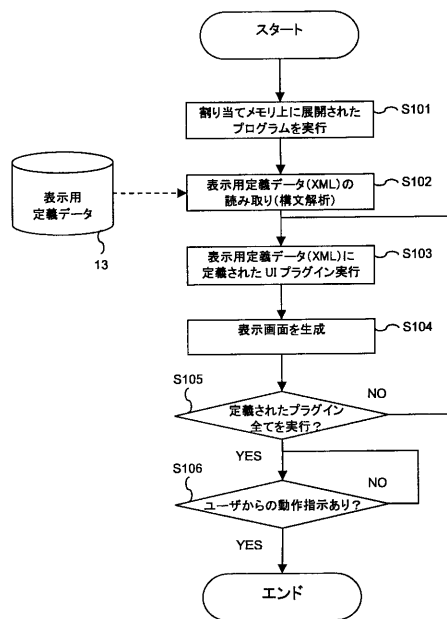 スタート
割り当てメモリ上に展開された
プログラムを実行
S101
表示用
定義データ
13
表示用定義データ(XML)の
読み取り(構文解析)
S102
表示用定義データ(XML)に
定義された UI プラグイン実行
S103
表示画面を生成
S104
S105
定義されたプラグイン
全てを実行?
NO
YES
S106
ユーザからの動作指示あり?
NO
YES
エンド